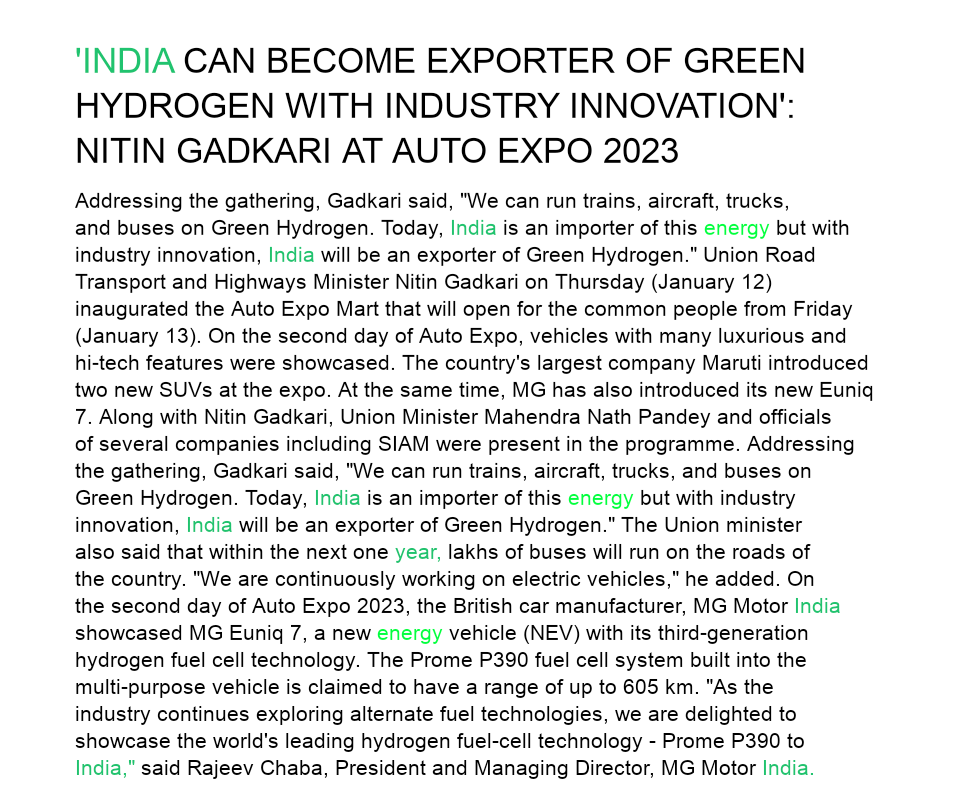 'INDIA CAN BECOME EXPORTER OF GREEN
HYDROGEN WITH INDUSTRY INNOVATION':
NITIN GADKARI AT AUTO EXPO 2023
Addressing the gathering, Gadkari said, "We can run trains, aircraft, trucks,
and buses on Green Hydrogen. Today, India is an importer of this energy but with
industry innovation, India will be an exporter of Green Hydrogen." Union Road
Transport and Highways Minister Nitin Gadkari on Thursday (January 12)
inaugurated the Auto Expo Mart that will open for the common people from Friday
(January 13). On the second day of Auto Expo, vehicles with many luxurious and
hi-tech features were showcased. The country's largest company Maruti introduced
two new SUVs at the expo. At the same time, MG has also introduced its new Euniq
7. Along with Nitin Gadkari, Union Minister Mahendra Nath Pandey and officials
of several companies including SIAM were present in the programme. Addressing
the gathering, Gadkari said, "We can run trains, aircraft, trucks, and buses on
Green Hydrogen. Today, India is an importer of this energy but with industry
innovation, India will be an exporter of Green Hydrogen." The Union minister
also said that within the next one year, lakhs of buses will run on the roads of
the country. "We are continuously working on electric vehicles," he added. On
the second day of Auto Expo 2023, the British car manufacturer, MG Motor India
showcased MG Euniq 7, a new energy vehicle (NEV) with its third-generation
hydrogen fuel cell technology. The Prome P390 fuel cell system built into the
multi-purpose vehicle is claimed to have a range of up to 605 km. "As the
industry continues exploring alternate fuel technologies, we are delighted to
showcase the world's leading hydrogen fuel-cell technology - Prome P390 to
India," said Rajeev Chaba, President and Managing Director, MG Motor India.